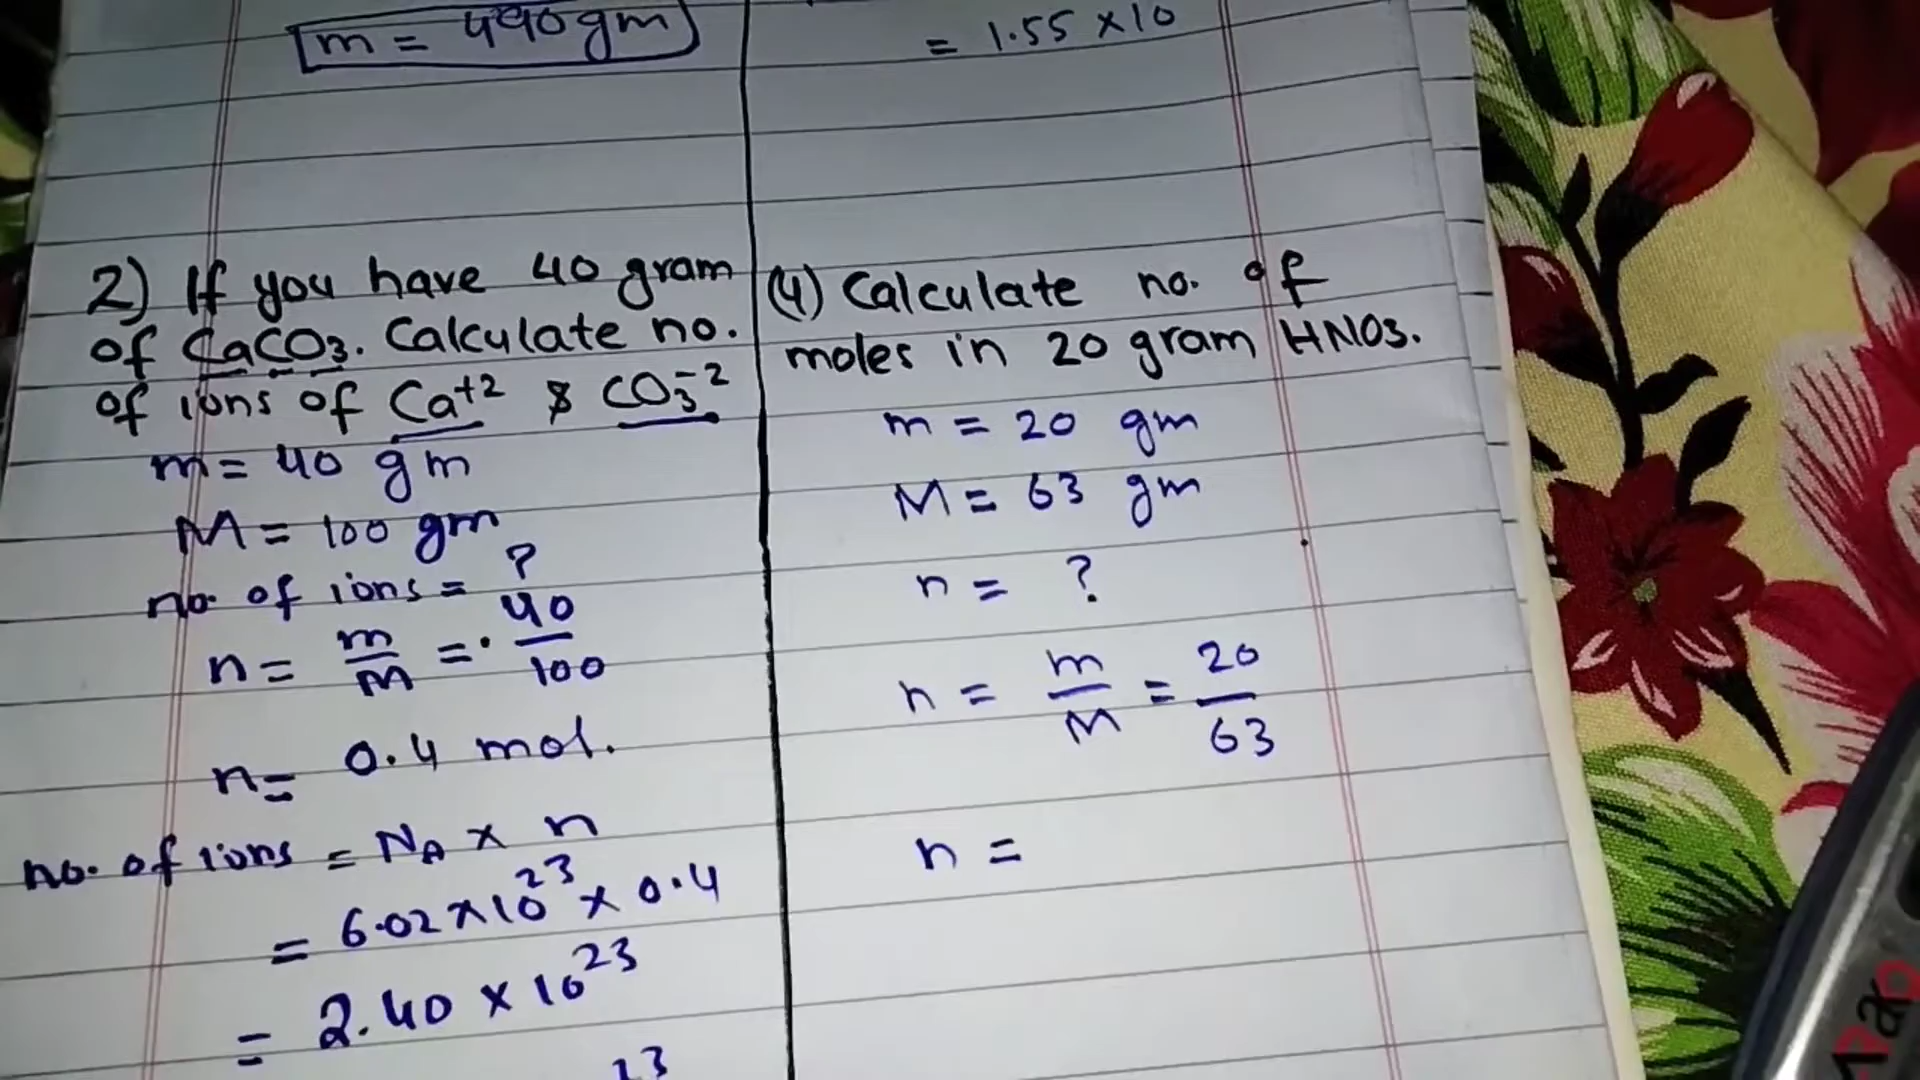 m = 490gm
2) If you have 40 gram
of CaCO3. Calculate no.
of ions of Ca+2 & CO3-2
m = 40 gm
M = 100 gm
no. of ions = ?
n = m/M = 40/100
n = 0.4 mol.
no. of ions = NA x n
= 6.02 x 10^23 x 0.4
= 2.40 x 10^23
23
= 1.55 x 10
(4) Calculate no. of
moles in 20 gram HNO3.
m = 20 gm
M = 63 gm
n = ?
n = m/M = 20/63
n =